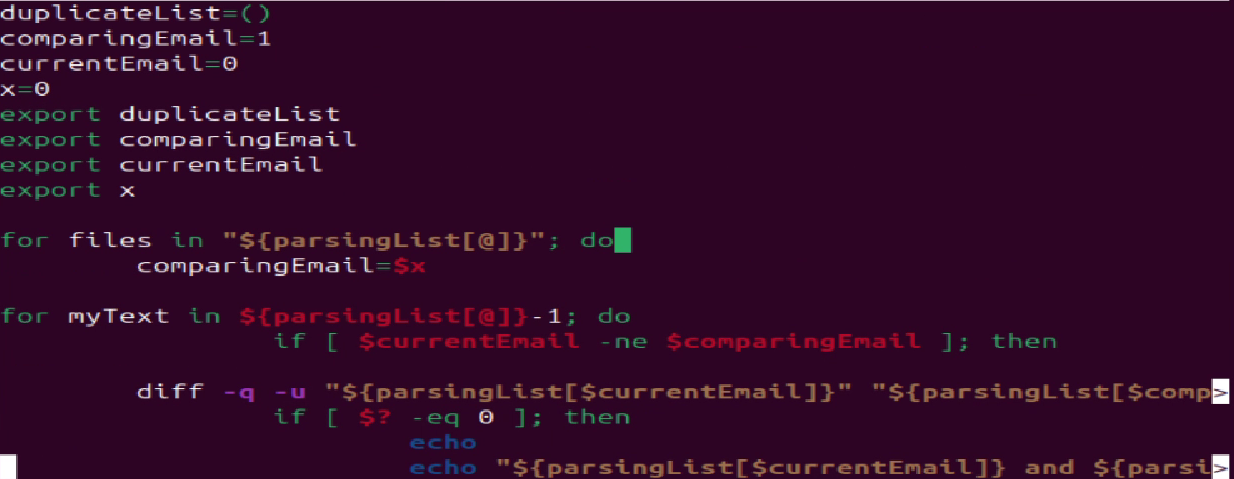 duplicateList=()
comparingEmail=1
currentEmail=0
x=0
export duplicateList
export comparingEmail
export currentEmail
export x
for files in "${parsingList[@]}"; do
comparingEmail=$x
for myText in ${parsingList[@]}-1; do
if [ $currentEmail -ne $comparingEmail ]; then
diff -q -u "${parsingList[$currentEmail]}" "${parsingList[$comp>
if [ $? -eq 0 ]; then
echo
echo "${parsingList[$currentEmail]} and ${parsi>